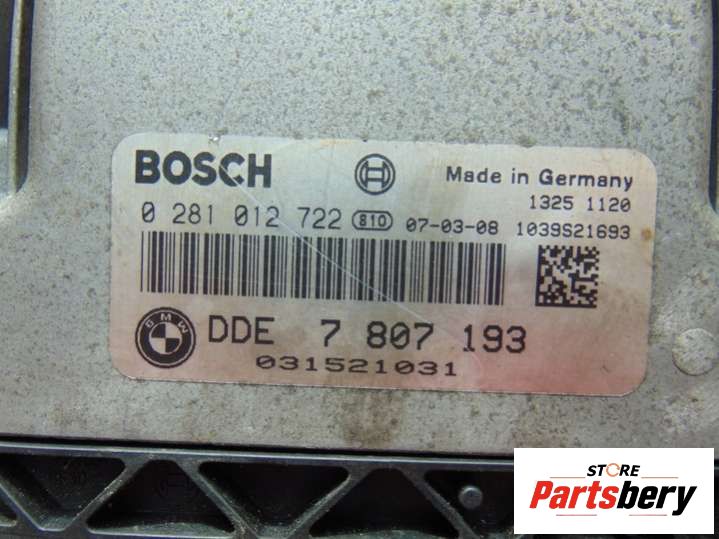 BOSCH
Made in Germany
1325 1120
0 281 012 722 810 07-03-08 1039S21693
BMW
DDE 7 807 193
031521031
STORE
Partsbery